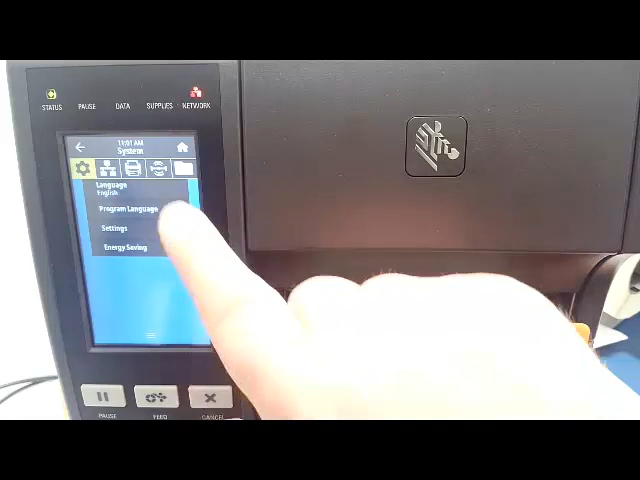 STATUS PAUSE DATA SUPPLIES NETWORK
11:01 AM
System
Language
English
Program Language
Settings
Energy Saving
PAUSE FEED CANCEL